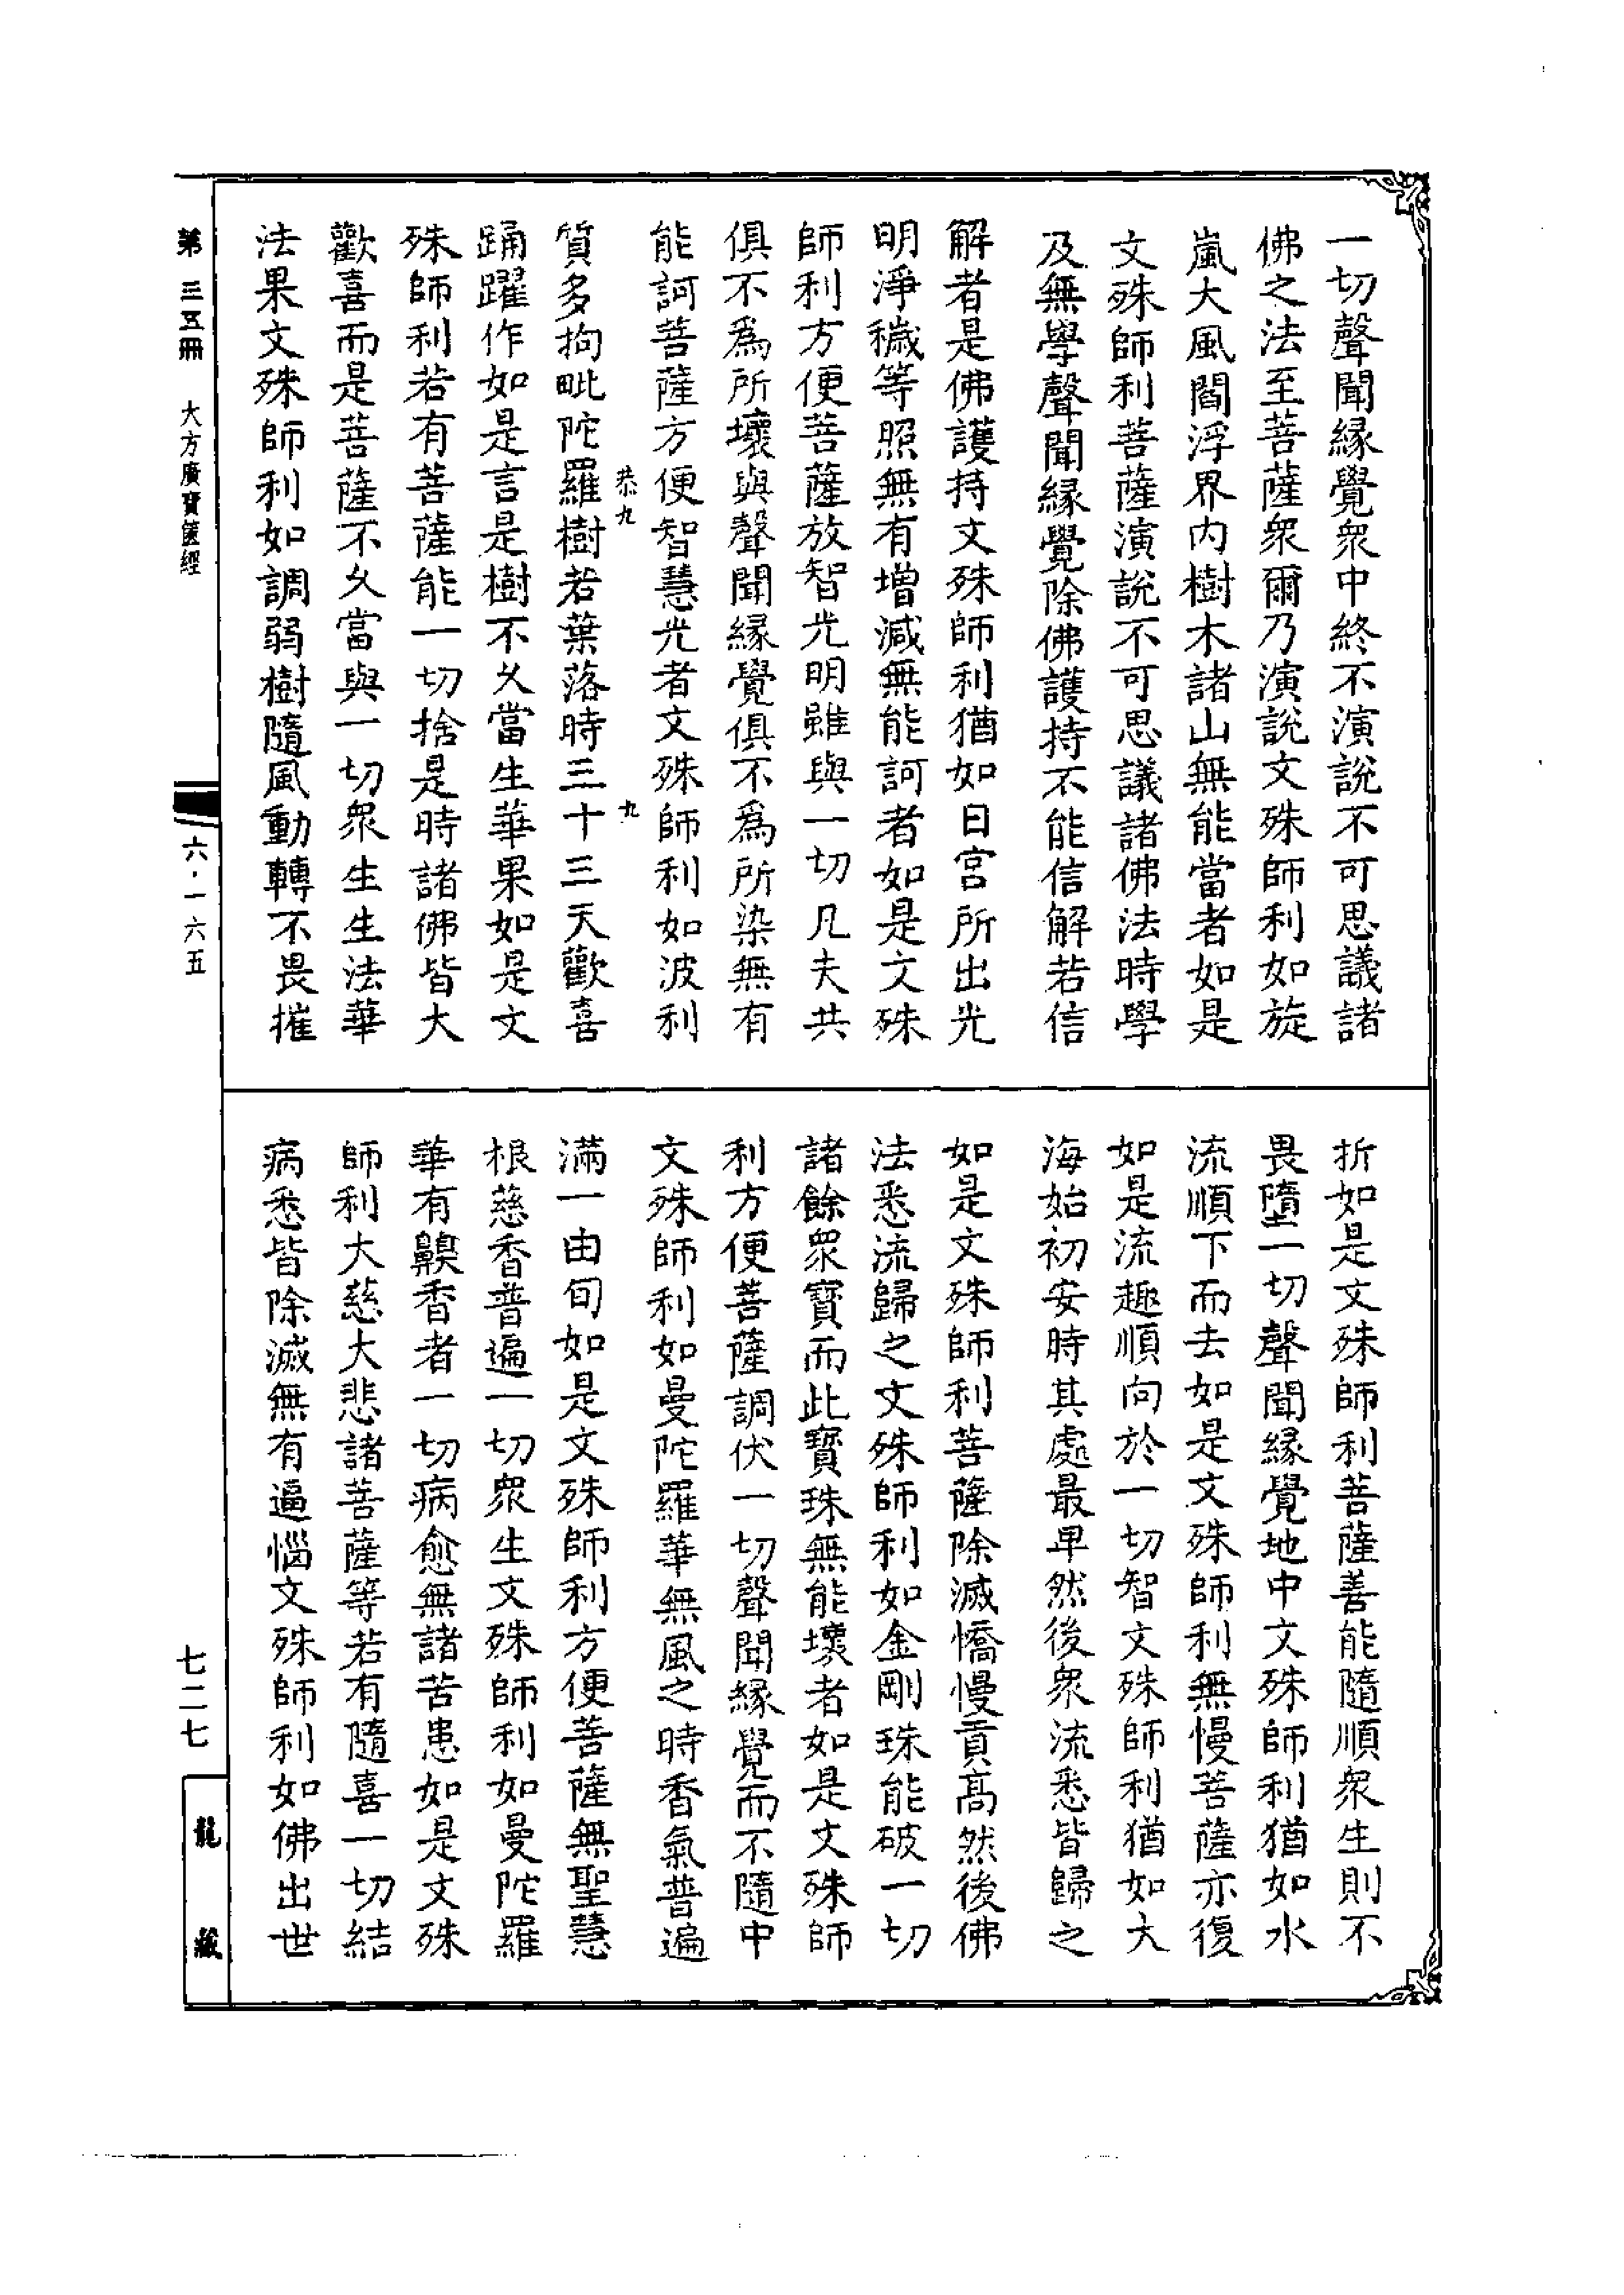 一切聲聞緣覺衆中終不演說不可思議諸
佛之法至菩薩衆爾乃演說文殊師利如旋
嵐大風閻浮界內樹木諸山無能當者如是
文殊師利菩薩演說不可思議諸佛法時學
及無學聲聞緣覺除佛護持不能信解若信
解者是佛護持文殊師利猶如日宮所出光
明淨穢等照無有增減無能訶者如是文殊
師利方便菩薩放智光明雖與一切凡夫共
俱不爲所壞與聲聞緣覺俱不爲所染無有
能訶菩薩方便智慧光者文殊師利如波利
恭九
九
質多拘毗陀羅樹若葉落時三十三天歡喜
踊躍作如是言是樹不久當生華果如是文
殊師利若有菩薩能一切捨是時諸佛皆大
歡喜而是菩薩不久當與一切衆生生法華
法果文殊師利如調弱樹隨風動轉不畏摧
折如是文殊師利菩薩善能隨順衆生則不
畏墮一切聲聞緣覺地中文殊師利猶如水
流順下而去如是文殊師利無慢菩薩亦復
如是流趣順向於一切智文殊師利猶如大
海始初安時其處最早然後衆流悉皆歸之
如是文殊師利菩薩除滅憍慢貢高然後佛
法悉流歸之文殊師利如金剛珠能破一切
諸餘衆寶而此寶珠無能壞者如是文殊師
利方便菩薩調伏一切聲聞緣覺而不隨中
文殊師利如曼陀羅華無風之時香氣普遍
滿一由旬如是文殊師利方便菩薩無聖慧
根慈香普遍一切衆生文殊師利如曼陀羅
華有齅香者一切病愈無諸苦患如是文殊
師利大慈大悲諸菩薩等若有隨喜一切結
病悉皆除滅無有逼惱文殊師利如佛出世
第三五冊 大方廣寶篋經
六·一六五
七二七
龍藏